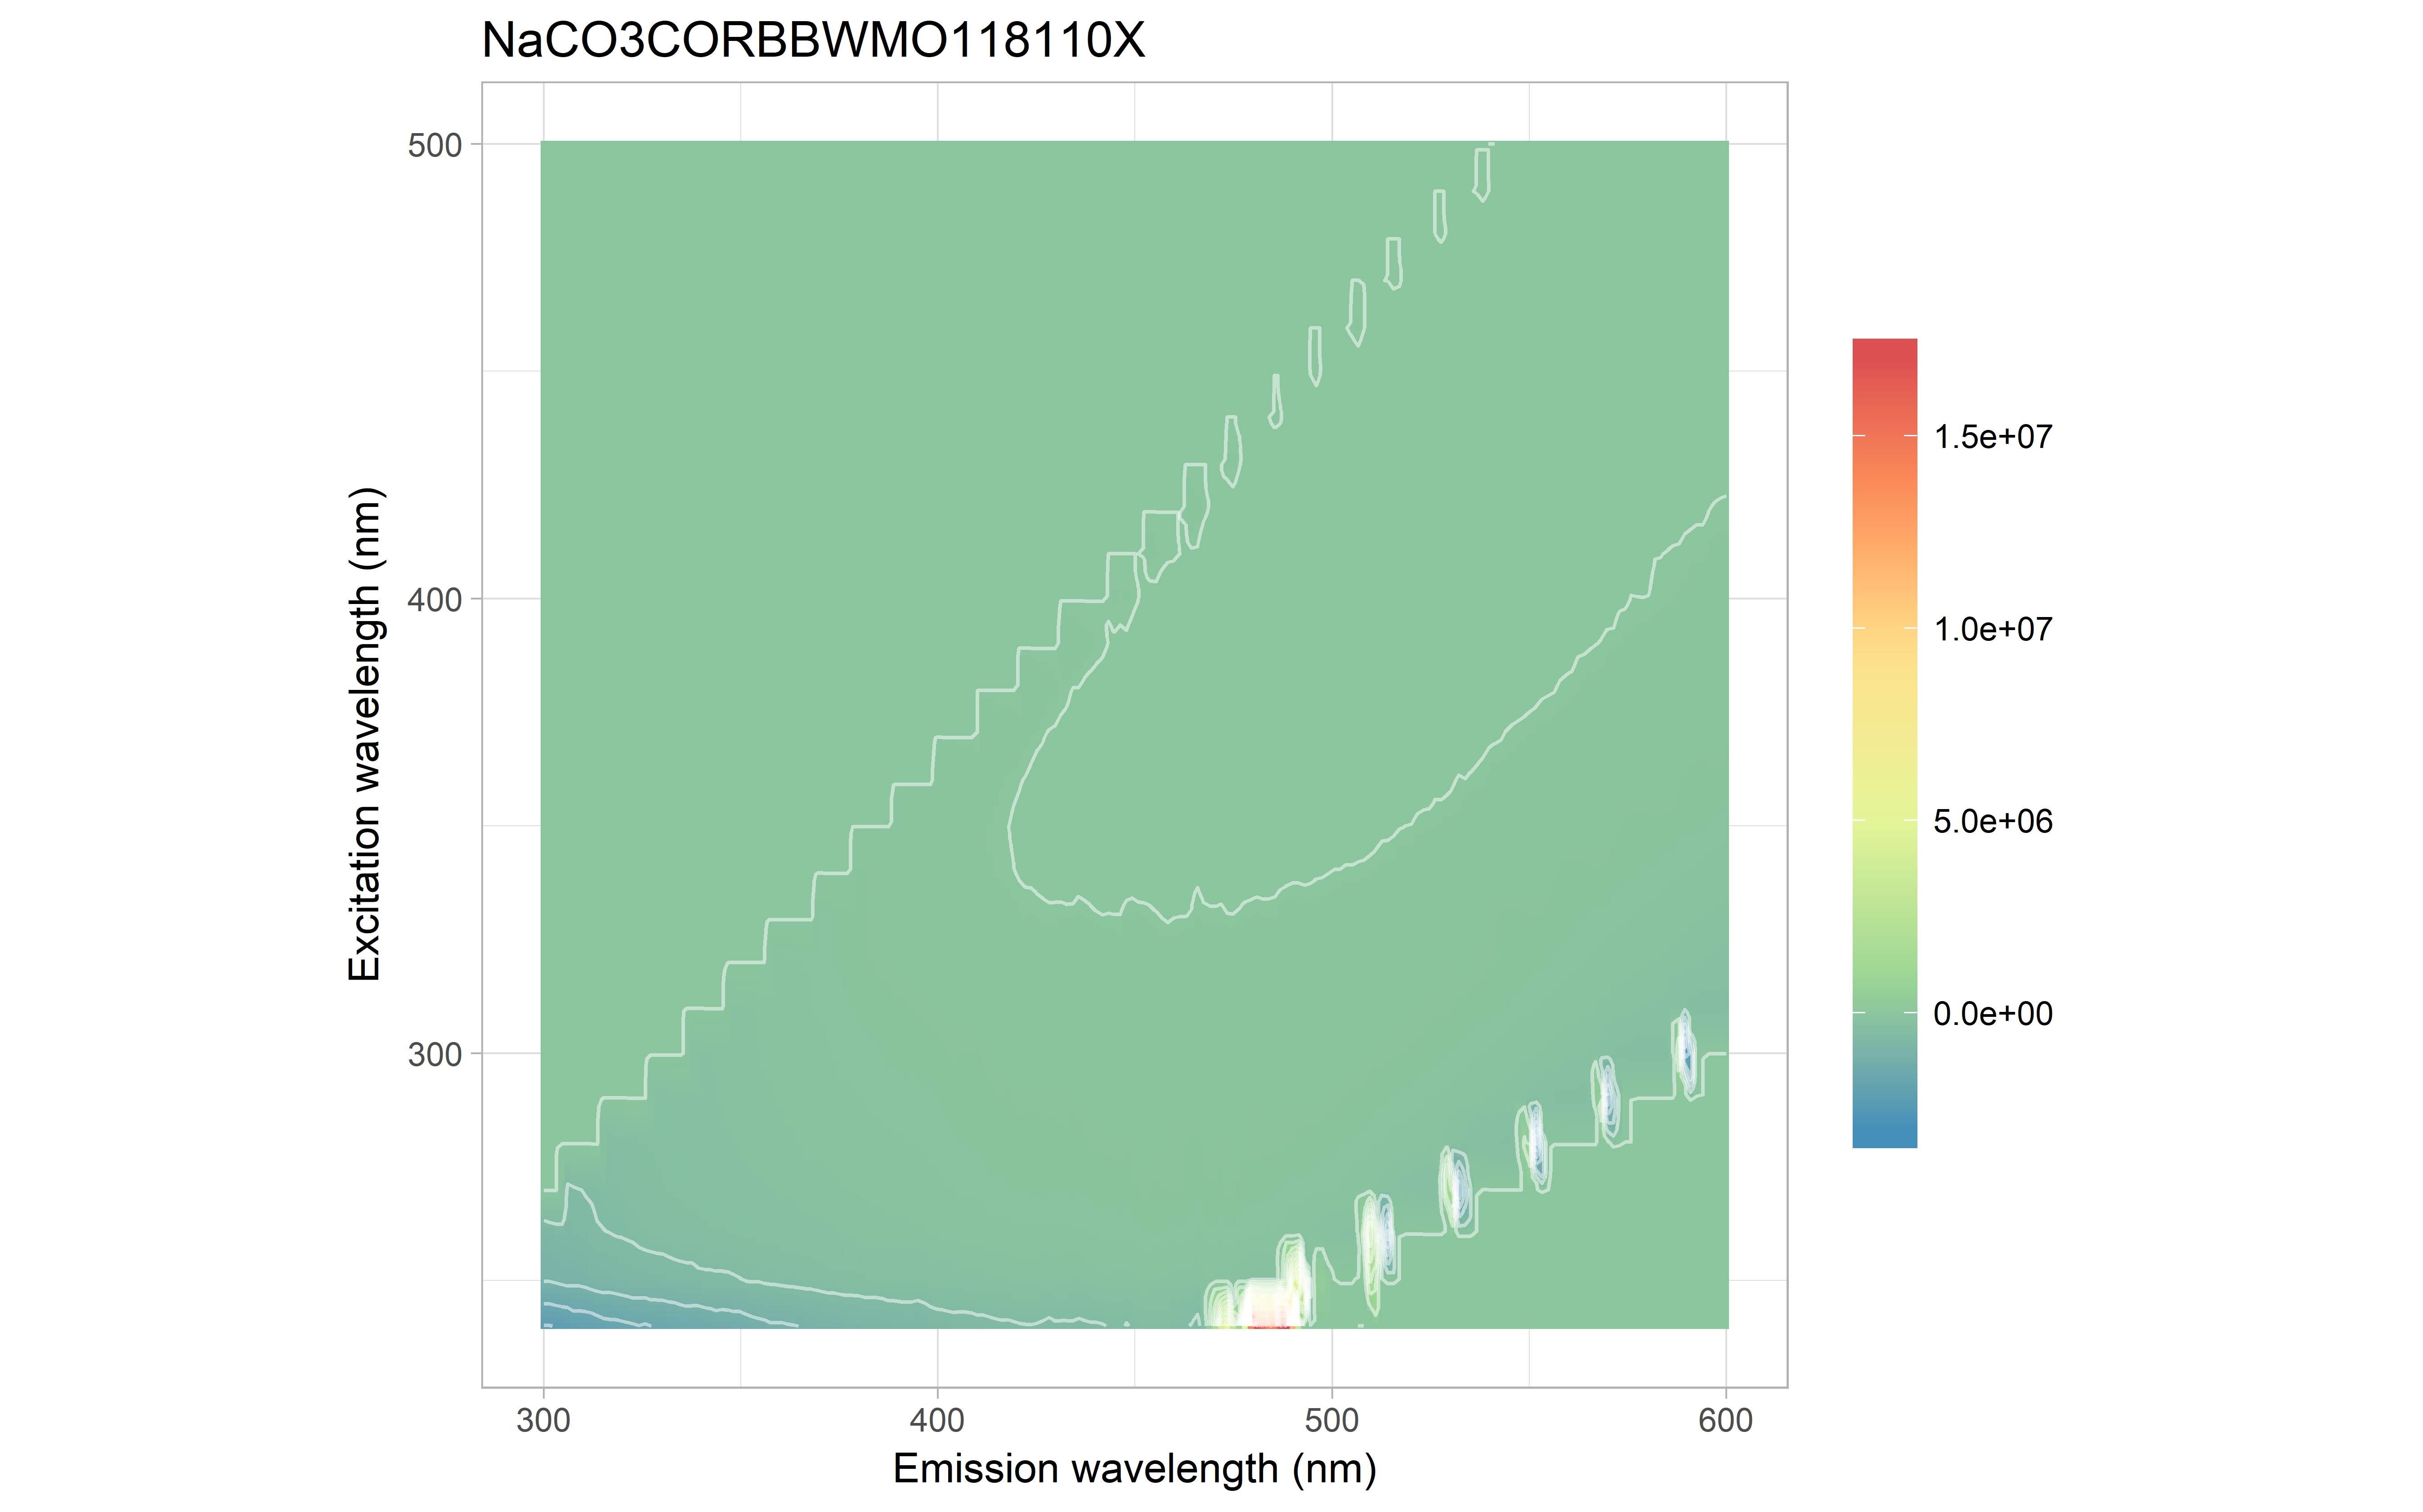 NaCO3CORBBWMO118110X
Excitation wavelength (nm)
500
400
300
300
400
500
600
Emission wavelength (nm)
1.5e+07
1.0e+07
5.0e+06
0.0e+00